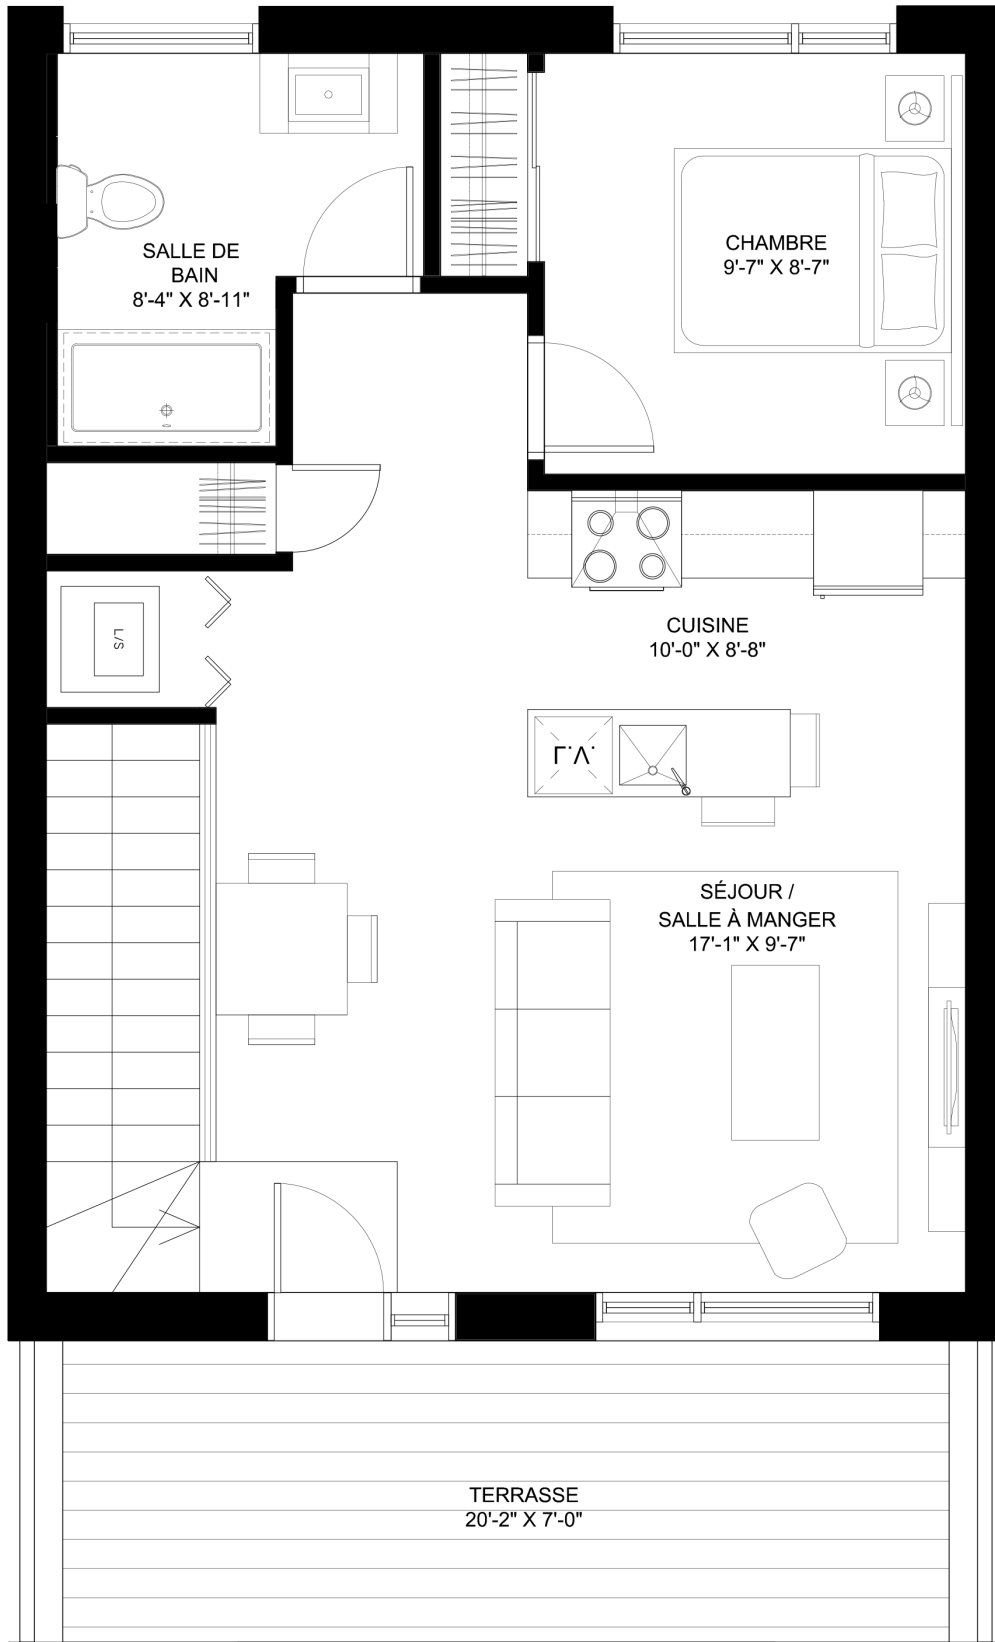 SALLE DE
BAIN
8'-4" X 8'-11"
CHAMBRE
9'-7" X 8'-7"
L/S
CUISINE
10'-0" X 8'-8"
L.V.
SÉJOUR /
SALLE À MANGER
17'-1" X 9'-7"
TERRASSE
20'-2" X 7'-0"